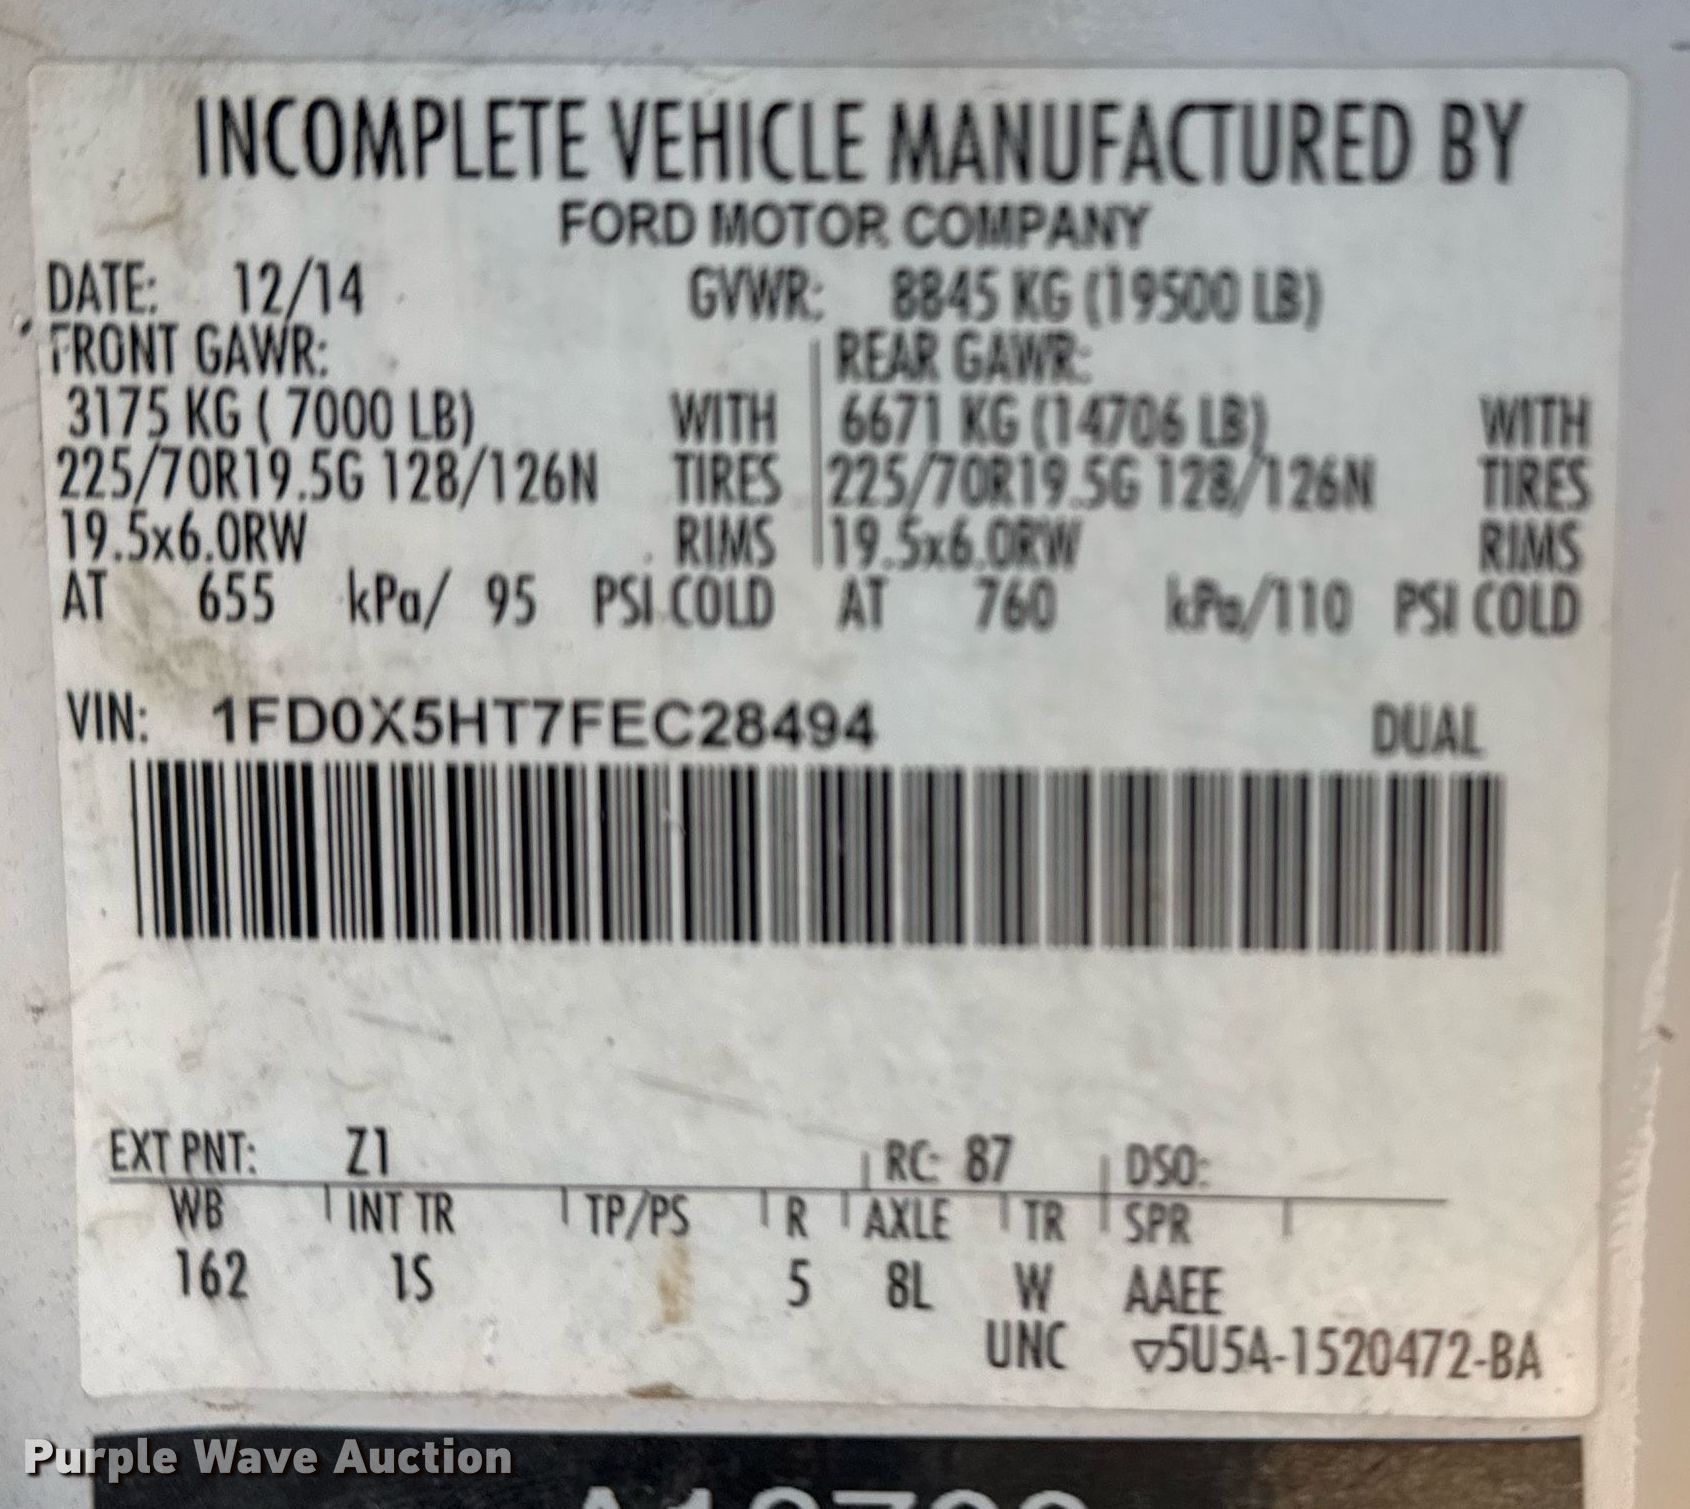 INCOMPLETE VEHICLE MANUFACTURED BY
FORD MOTOR COMPANY
DATE: 12/14 GVWR: 8845 KG (19500 LB)
FRONT GAWR: REAR GAWR:
3175 KG ( 7000 LB) WITH 6671 KG (14706 LB) WITH
225/70R19.5G 128/126N TIRES 225/70R19.5G 128/126N TIRES
19.5x6.0RW RIMS 19.5x6.0RW RIMS
AT 655 kPa/ 95 PSI COLD AT 760 kPa/110 PSI COLD
VIN: 1FD0X5HT7FEC28494 DUAL
EXT PNT: Z1 RC: 87 DSO:
WB INT TR TP/PS R AXLE TR SPR
162 1S 5 8L W AAEE
UNC ▽5U5A-1520472-BA
Purple Wave Auction